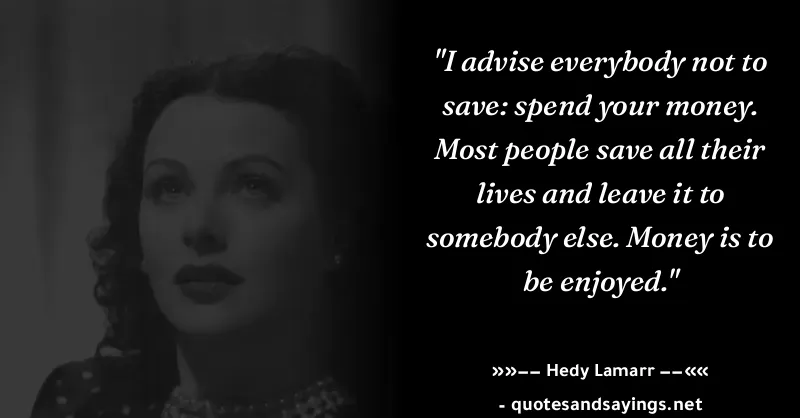 "I advise everybody not to
save: spend your money.
Most people save all their
lives and leave it to
somebody else. Money is to
be enjoyed."
»»−− Hedy Lamarr −−««
- quotesandsayings.net